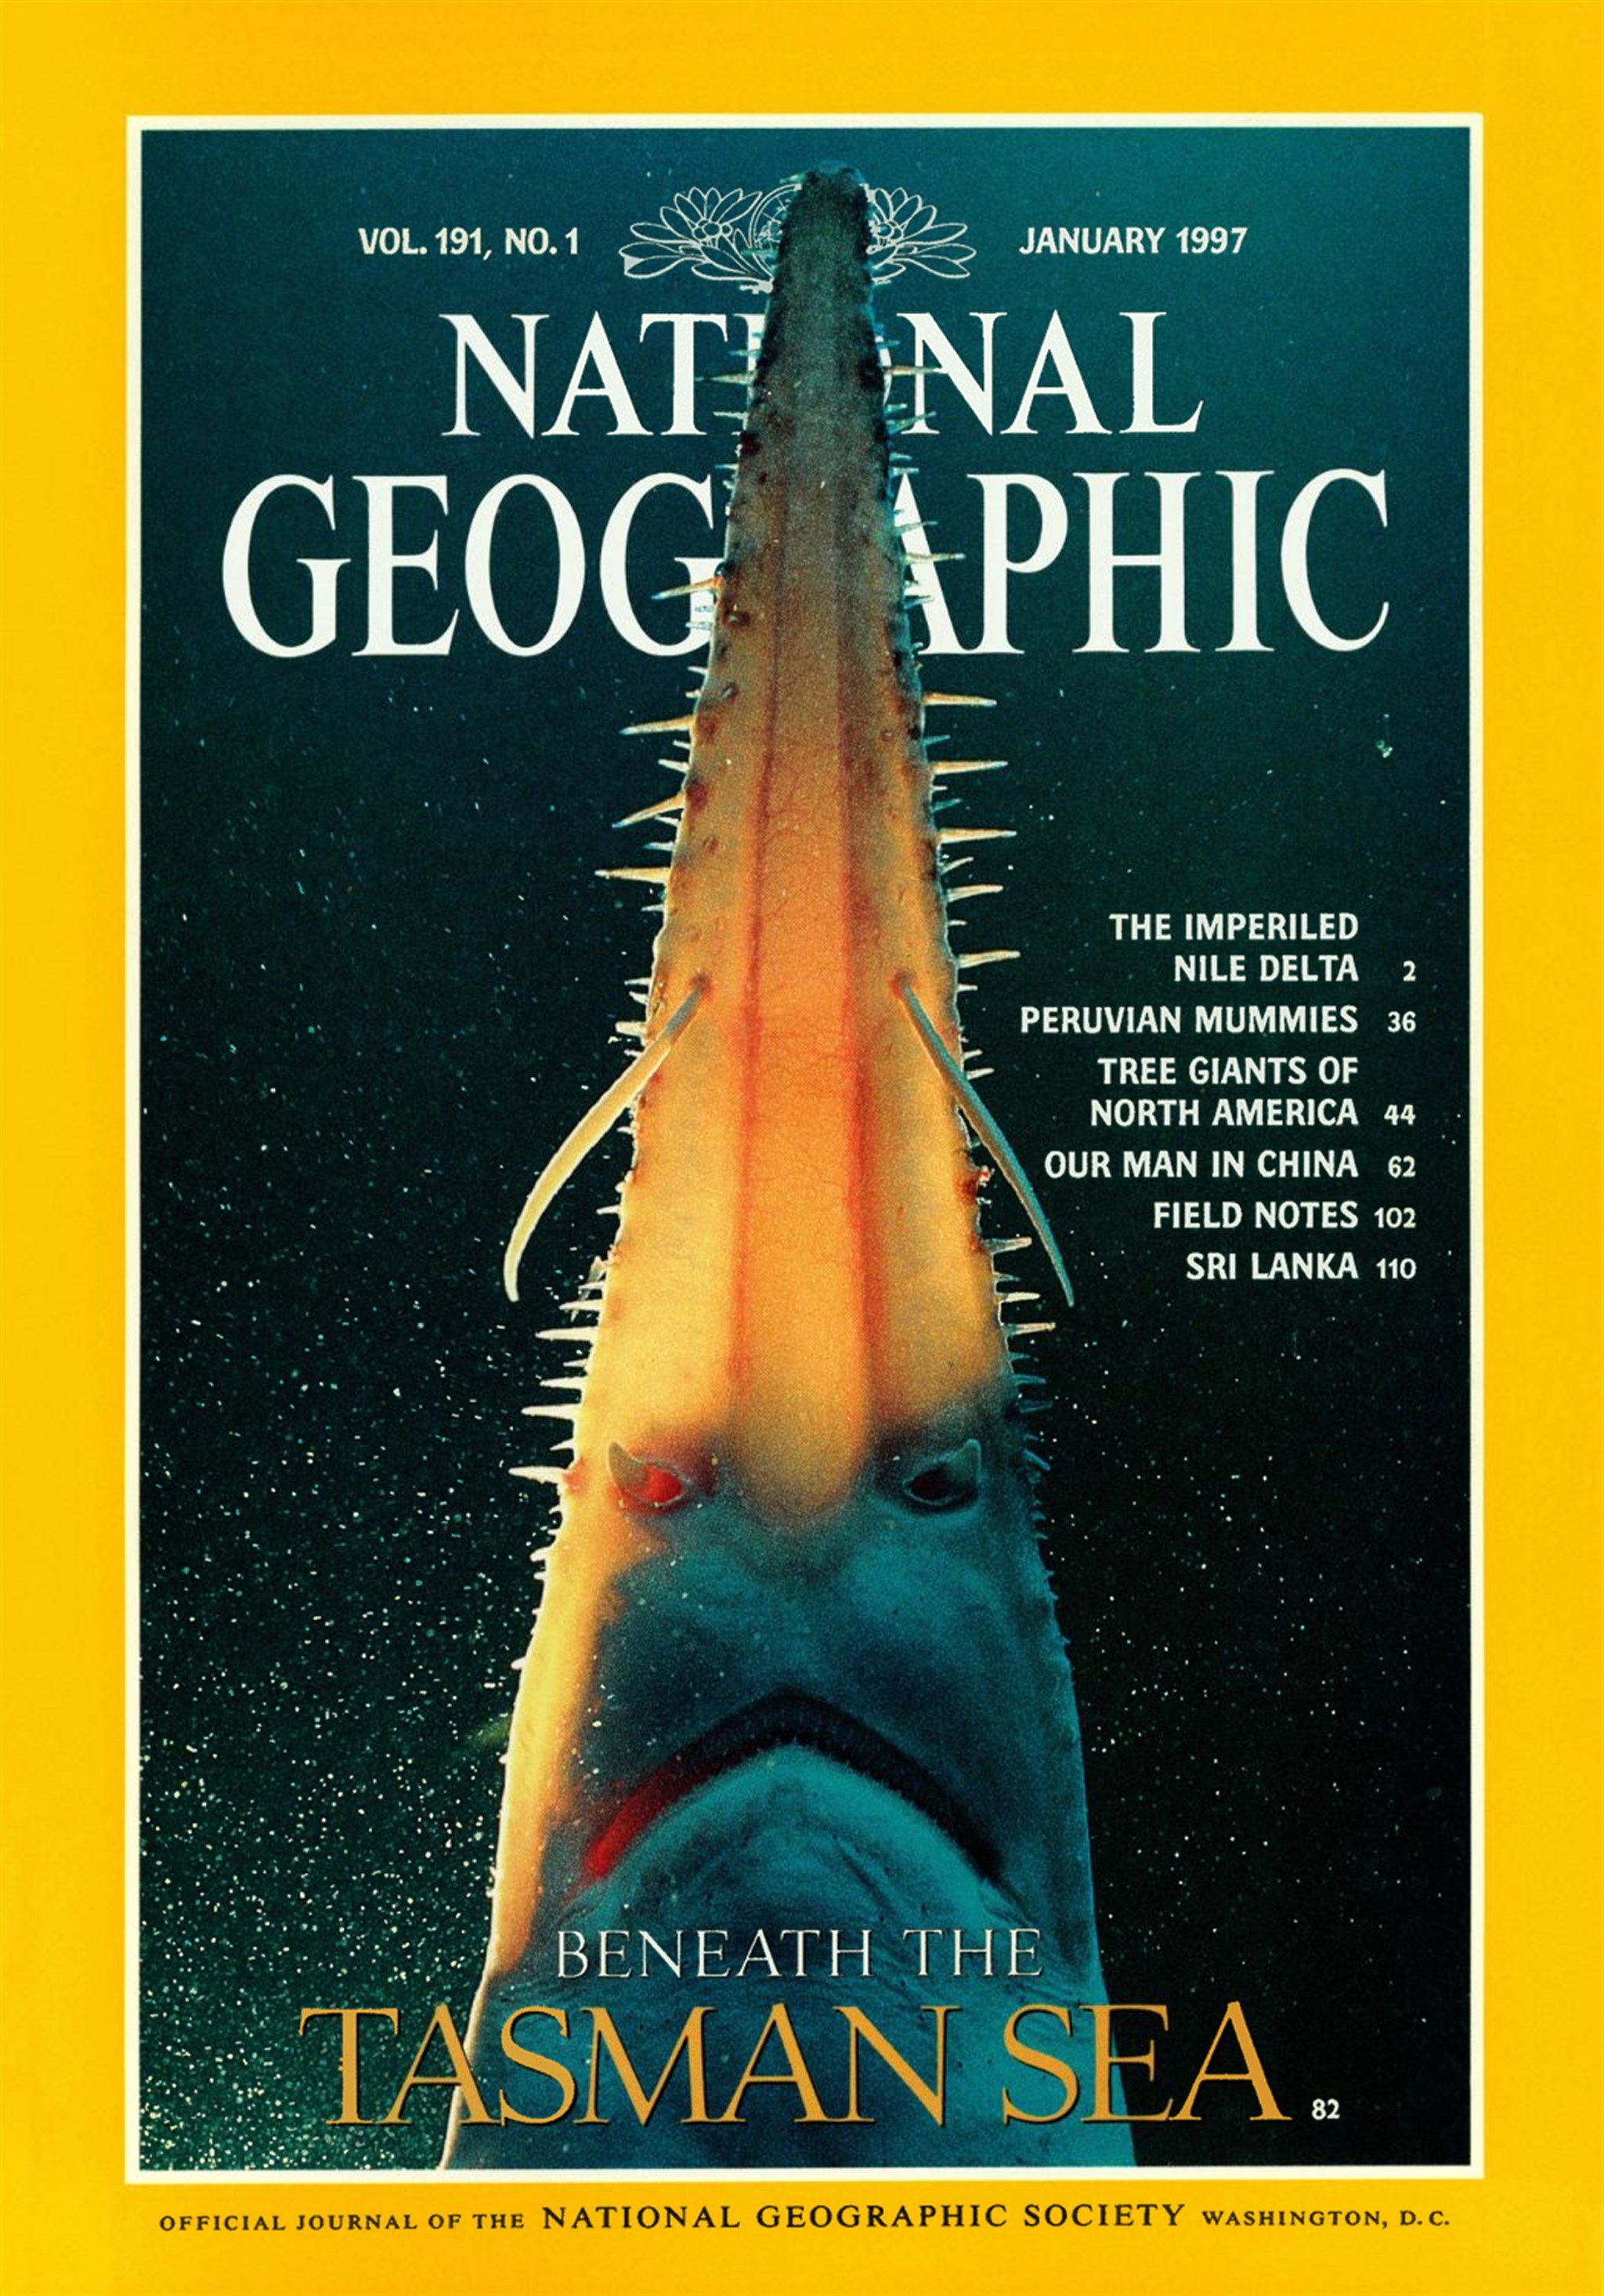 VOL. 191, NO. 1
JANUARY 1997
NATIONAL
GEOGRAPHIC
THE IMPERILED
NILE DELTA 2
PERUVIAN MUMMIES 36
TREE GIANTS OF
NORTH AMERICA 44
OUR MAN IN CHINA 62
FIELD NOTES 102
SRI LANKA 110
BENEATH THE
TASMAN SEA 82
OFFICIAL JOURNAL OF THE NATIONAL GEOGRAPHIC SOCIETY WASHINGTON, D.C.